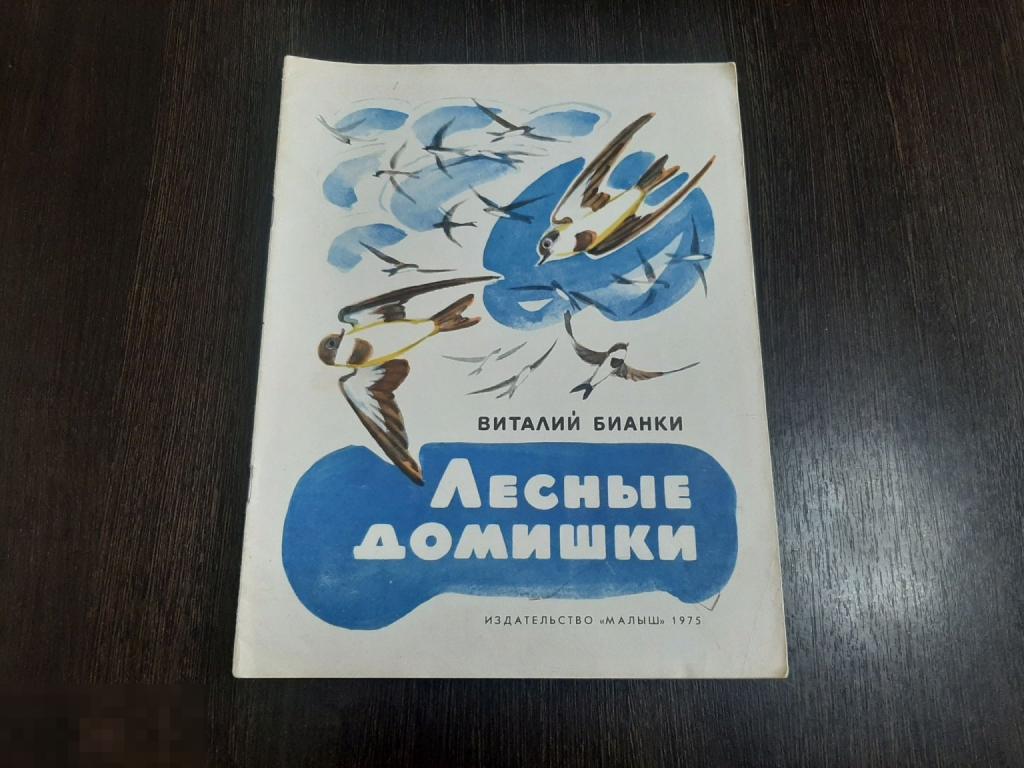 ВИТАЛИЙ БИАНКИ
ЛЕСНЫЕ
ДОМИШКИ
ИЗДАТЕЛЬСТВО «МАЛЫШ» 1975